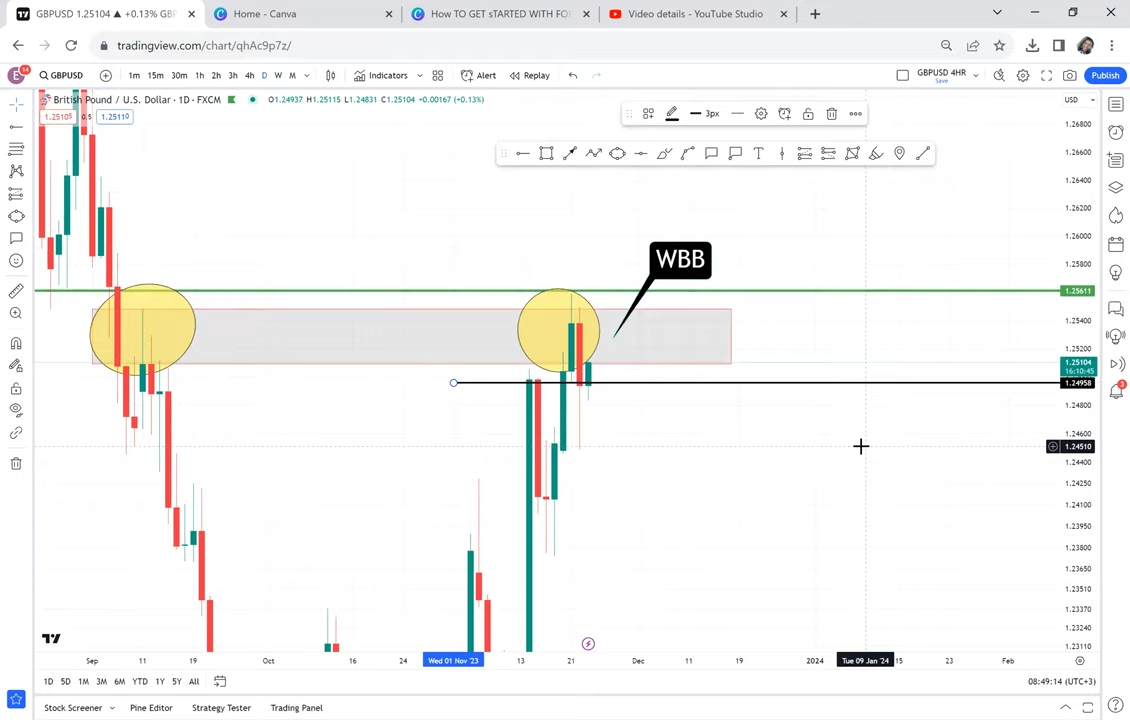 GBPUSD 1.25104 ▲ +0.13% GBP
Home - Canva
How TO GET sTARTED WITH FO
Video details - YouTube Studio
tradingview.com/chart/qhAc9p7z/
E
14
GBPUSD
1m 15m 30m 1h 2h 3h 4h D W M
Indicators
Alert
Replay
GBPUSD 4HR
Save
Publish
British Pound / U.S. Dollar · 1D · FXCM
O1.24937 H1.25115 L1.24831 C1.25104 +0.00167 (+0.13%)
1.25105
0.5
1.25110
3px
USD
WBB
1.26800
1.26600
1.26400
1.26200
1.26000
1.25800
1.25611
1.25400
1.25200
1.25104
16:10:45
1.24958
1.24800
1.24600
1.24510
1.24400
1.24250
1.24100
1.23950
1.23800
1.23650
1.23510
1.23370
1.23240
1.23110
3
Sep 11 19 Oct 16 24 Wed 01 Nov '23 13 21 Dec 11 19 2024 Tue 09 Jan '24 15 23 Feb
1D 5D 1M 3M 6M YTD 1Y 5Y All
08:49:14 (UTC+3)
Stock Screener
Pine Editor
Strategy Tester
Trading Panel